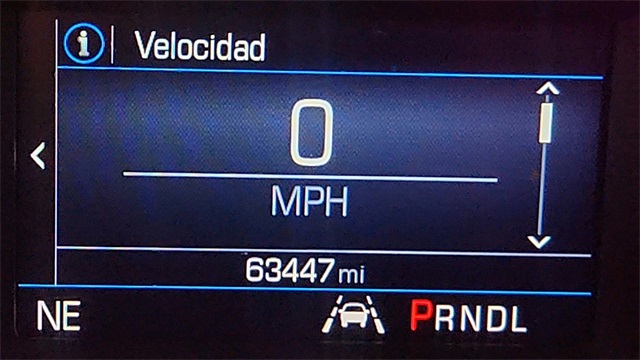 Velocidad
0
MPH
63447 mi
NE PRNDL